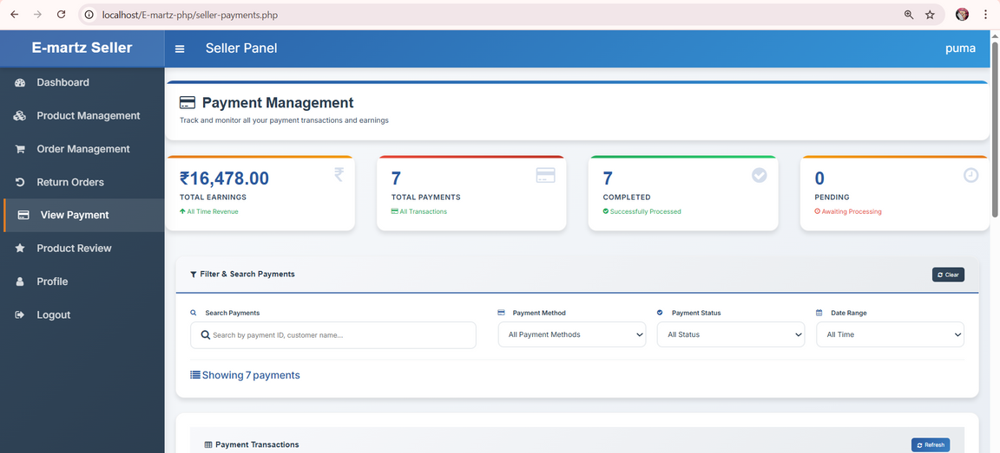 localhost/E-martz-php/seller-payments.php
E-martz Seller
Seller Panel
puma
Dashboard
Product Management
Order Management
Return Orders
View Payment
Product Review
Profile
Logout
Payment Management
Track and monitor all your payment transactions and earnings
₹16,478.00
TOTAL EARNINGS
All Time Revenue
₹
7
TOTAL PAYMENTS
All Transactions
7
COMPLETED
Successfully Processed
0
PENDING
Awaiting Processing
Filter & Search Payments
Clear
Search Payments
Payment Method
Payment Status
Date Range
Search by payment ID, customer name...
All Payment Methods
All Status
All Time
Showing 7 payments
Payment Transactions
Refresh